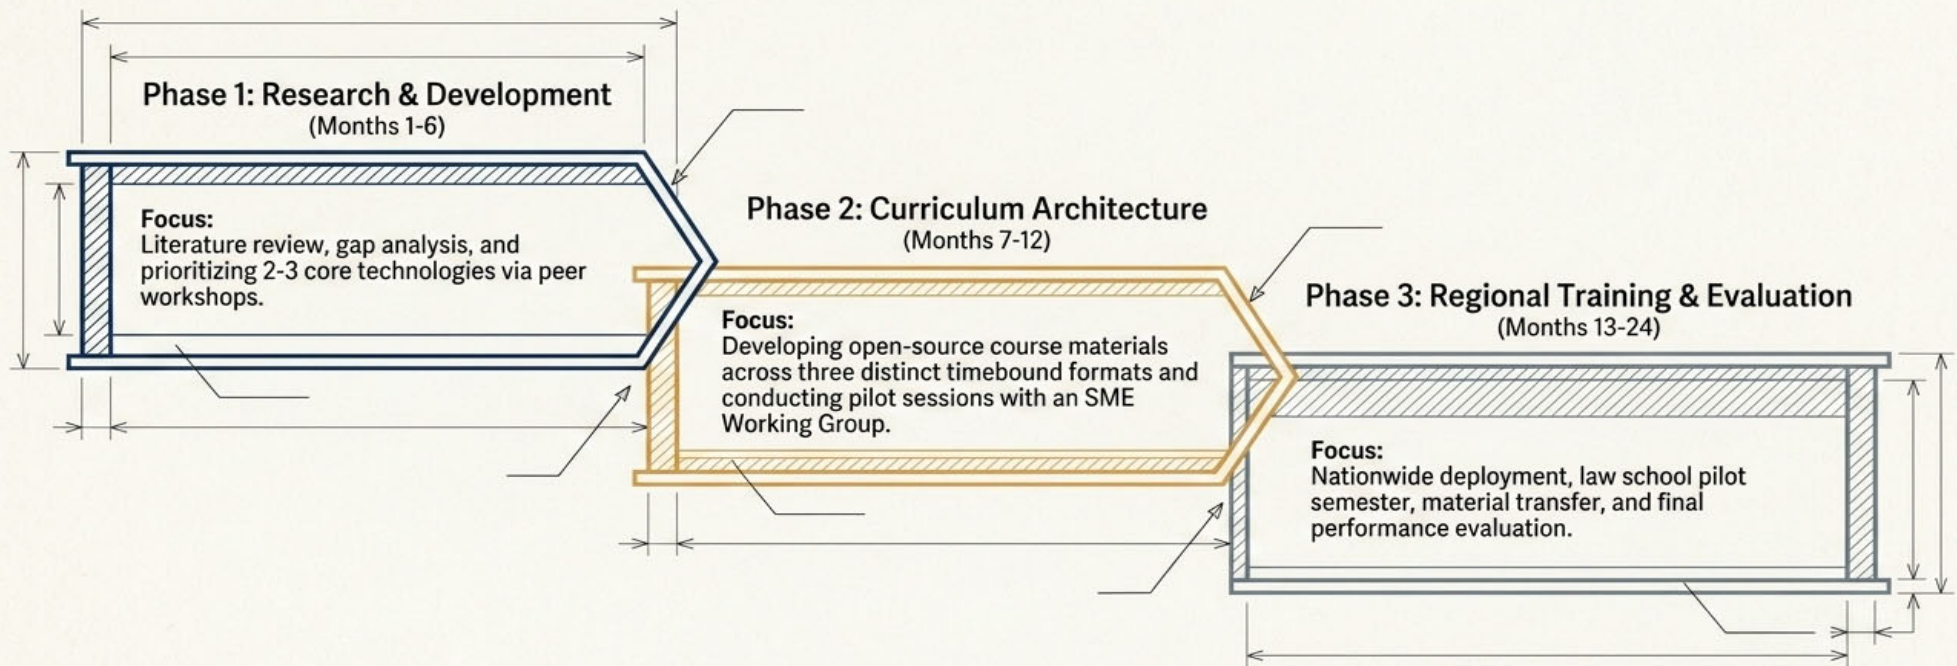 Phase 1: Research & Development
(Months 1-6)
Focus:
Literature review, gap analysis, and
prioritizing 2-3 core technologies via peer
workshops.
Phase 2: Curriculum Architecture
(Months 7-12)
Focus:
Developing open-source course materials
across three distinct timebound formats and
conducting pilot sessions with an SME
Working Group.
Phase 3: Regional Training & Evaluation
(Months 13-24)
Focus:
Nationwide deployment, law school pilot
semester, material transfer, and final
performance evaluation.